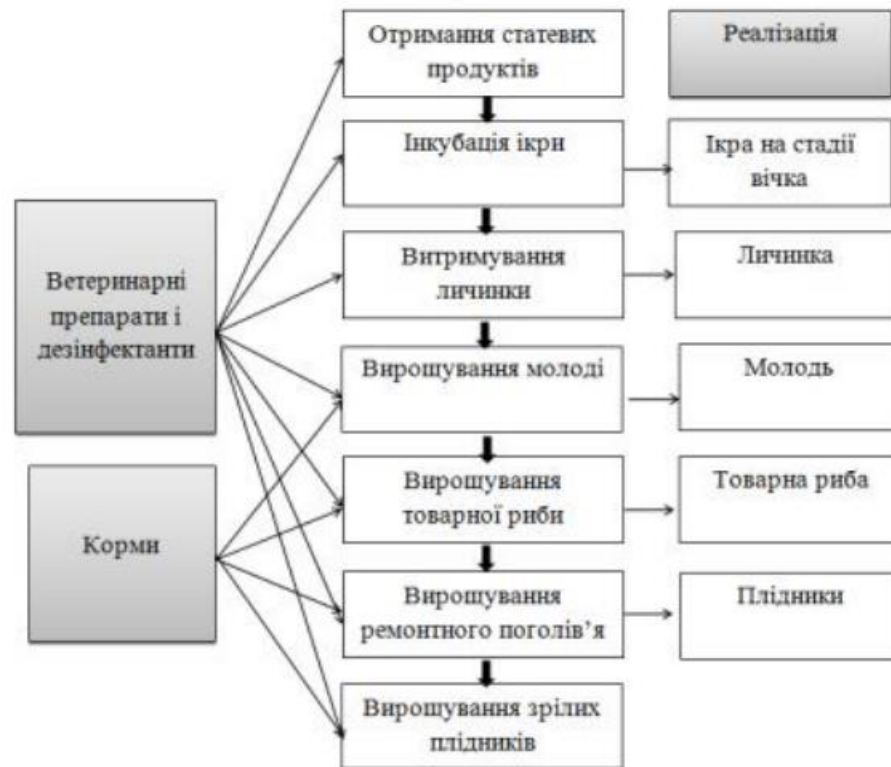 Отримання статевих
продуктів
Реалізація
Інкубація ікри
Ікра на стадії
вічка
Ветеринарні
препарати і
дезінфектанти
Витримування
личинки
Личинка
Вирощування молоді
Молодь
Корми
Вирощування
товарної риби
Товарна риба
Вирощування
ремонтного поголів’я
Плідники
Вирощування зрілих
плідників